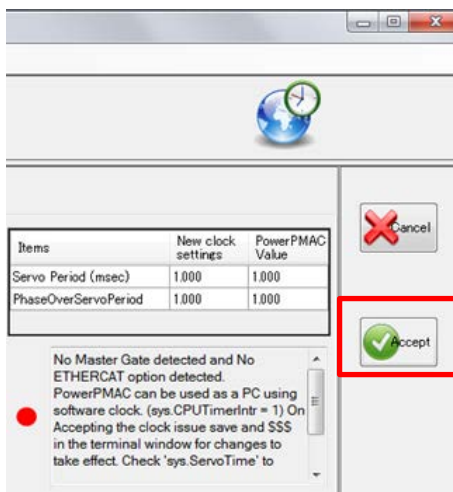 Cancel
Items
New clock settings
PowerPMAC Value
Servo Period (msec)
1.000
1.000
PhaseOverServoPeriod
1.000
1.000
Accept
No Master Gate detected and No
ETHERCAT option detected.
PowerPMAC can be used as a PC using
software clock. (sys.CPUTimerIntr = 1) On
Accepting the clock issue save and $$$
in the terminal window for changes to
take effect. Check 'sys.ServoTime' to